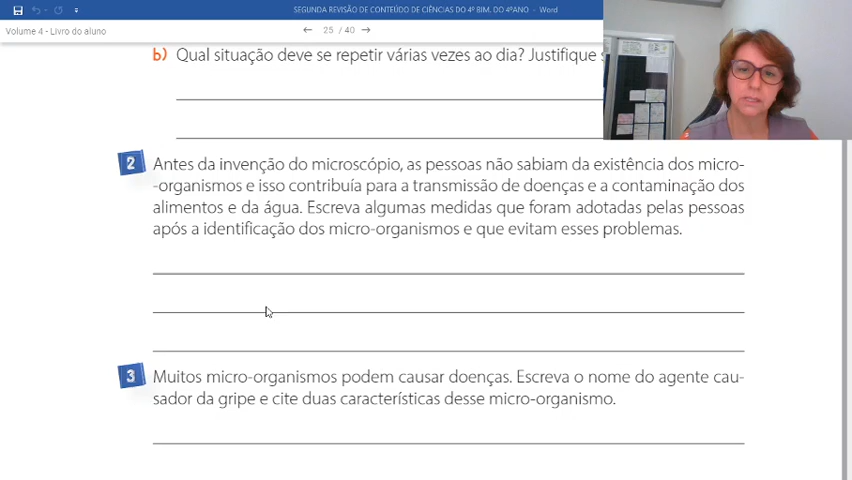 SEGUNDA REVISÃO DE CONTEÚDO DE CIÊNCIAS DO 4º BIM. DO 4ºANO - Word
Volume 4 - Livro do aluno
25 / 40
b) Qual situação deve se repetir várias vezes ao dia? Justifique s
2 Antes da invenção do microscópio, as pessoas não sabiam da existência dos micro-
-organismos e isso contribuía para a transmissão de doenças e a contaminação dos
alimentos e da água. Escreva algumas medidas que foram adotadas pelas pessoas
após a identificação dos micro-organismos e que evitam esses problemas.
3 Muitos micro-organismos podem causar doenças. Escreva o nome do agente cau-
sador da gripe e cite duas características desse micro-organismo.